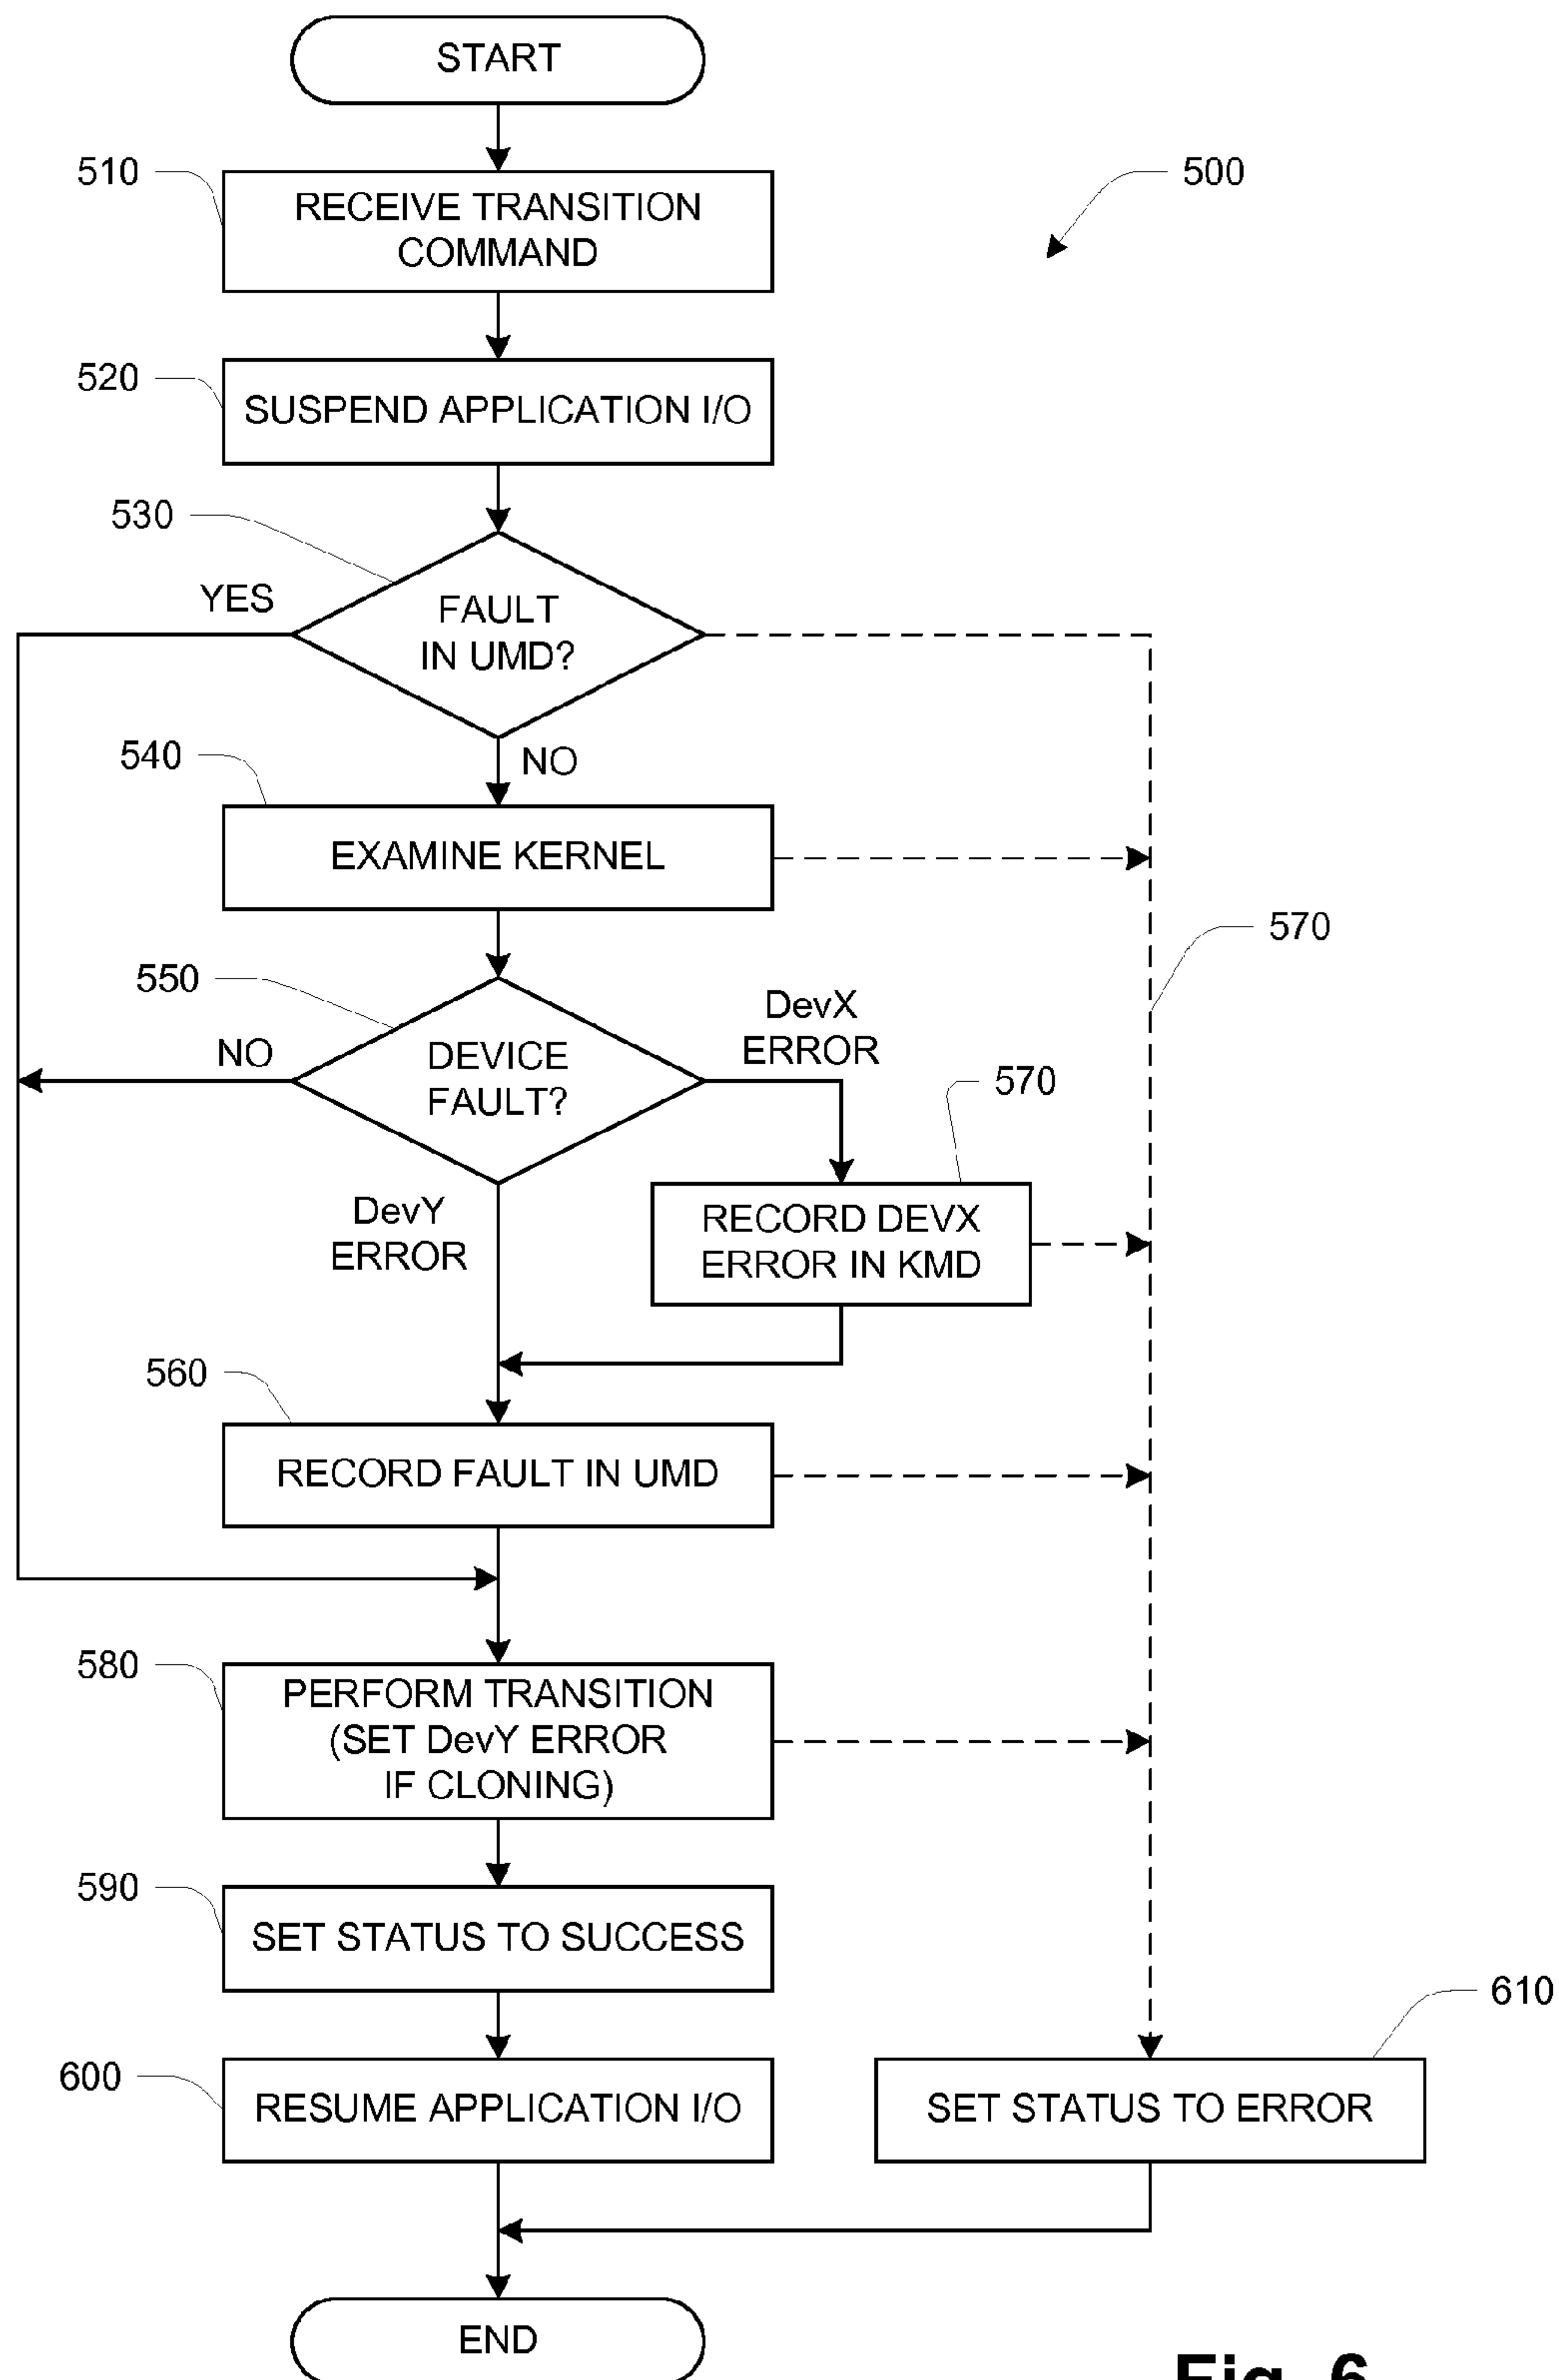 START
510
500
RECEIVE TRANSITION
COMMAND
520
SUSPEND APPLICATION I/O
530
YES
FAULT
IN UMD?
540
NO
EXAMINE KERNEL
570
550
DevX
ERROR
NO
DEVICE
FAULT?
570
DevY
ERROR
RECORD DEVX
ERROR IN KMD
560
RECORD FAULT IN UMD
580
PERFORM TRANSITION
(SET DevY ERROR
IF CLONING)
590
SET STATUS TO SUCCESS
610
600
RESUME APPLICATION I/O
SET STATUS TO ERROR
END
Fig. 6